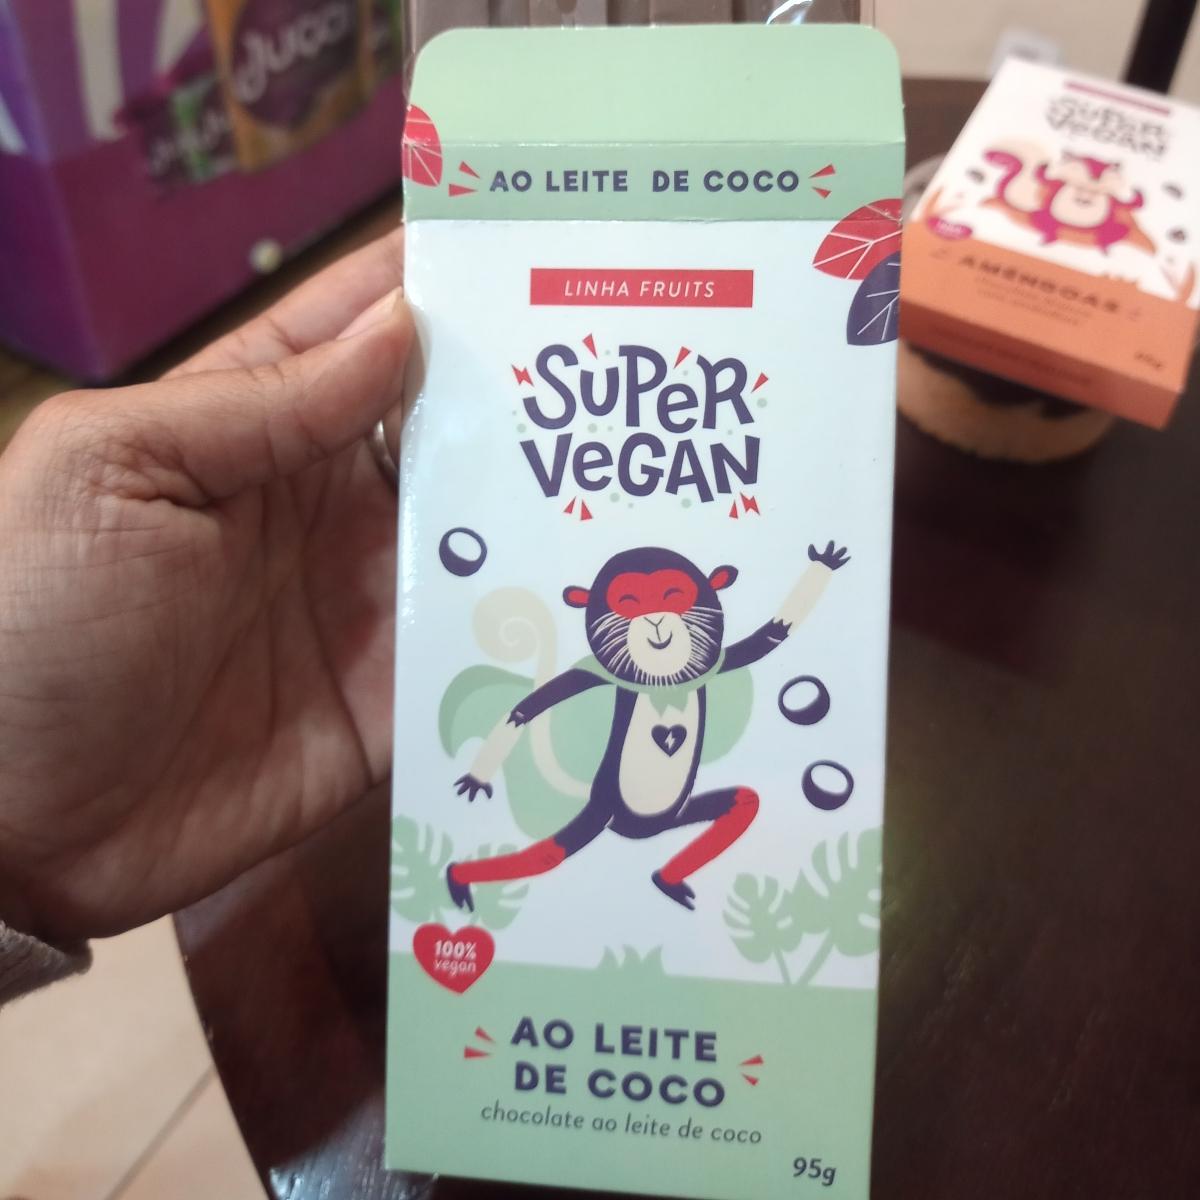 AO LEITE DE COCO
LINHA FRUITS
SUPER
VEGAN
100%
vegan
AO LEITE
DE COCO
chocolate ao leite de coco
95g
SUPER
VEGAN
AMÊNDOAS